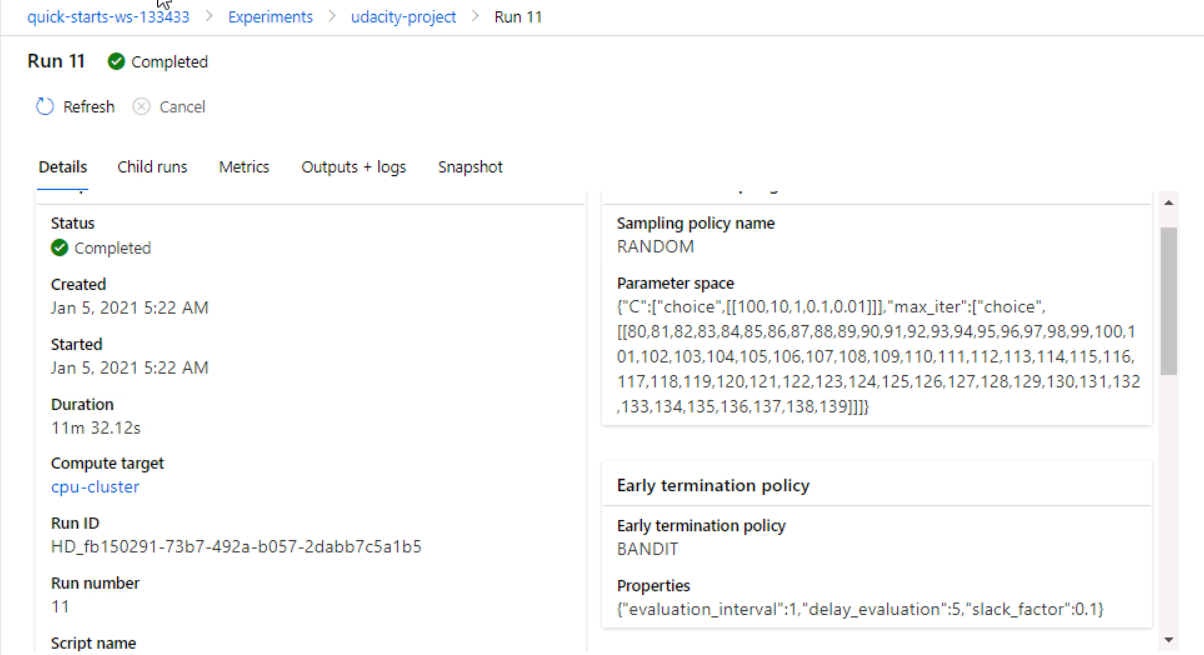 quick-starts-ws-133433 > Experiments > udacity-project > Run 11
Run 11 Completed
Refresh Cancel
Details Child runs Metrics Outputs + logs Snapshot
Status
Completed
Created
Jan 5, 2021 5:22 AM
Started
Jan 5, 2021 5:22 AM
Duration
11m 32.12s
Compute target
cpu-cluster
Run ID
HD_fb150291-73b7-492a-b057-2dabb7c5a1b5
Run number
11
Script name
Sampling policy name
RANDOM
Parameter space
{"C":["choice",[[100,10,1,0.1,0.01]]],"max_iter":["choice",
[[80,81,82,83,84,85,86,87,88,89,90,91,92,93,94,95,96,97,98,99,100,1
01,102,103,104,105,106,107,108,109,110,111,112,113,114,115,116,
117,118,119,120,121,122,123,124,125,126,127,128,129,130,131,132
,133,134,135,136,137,138,139]]]}
Early termination policy
Early termination policy
BANDIT
Properties
{"evaluation_interval":1,"delay_evaluation":5,"slack_factor":0.1}